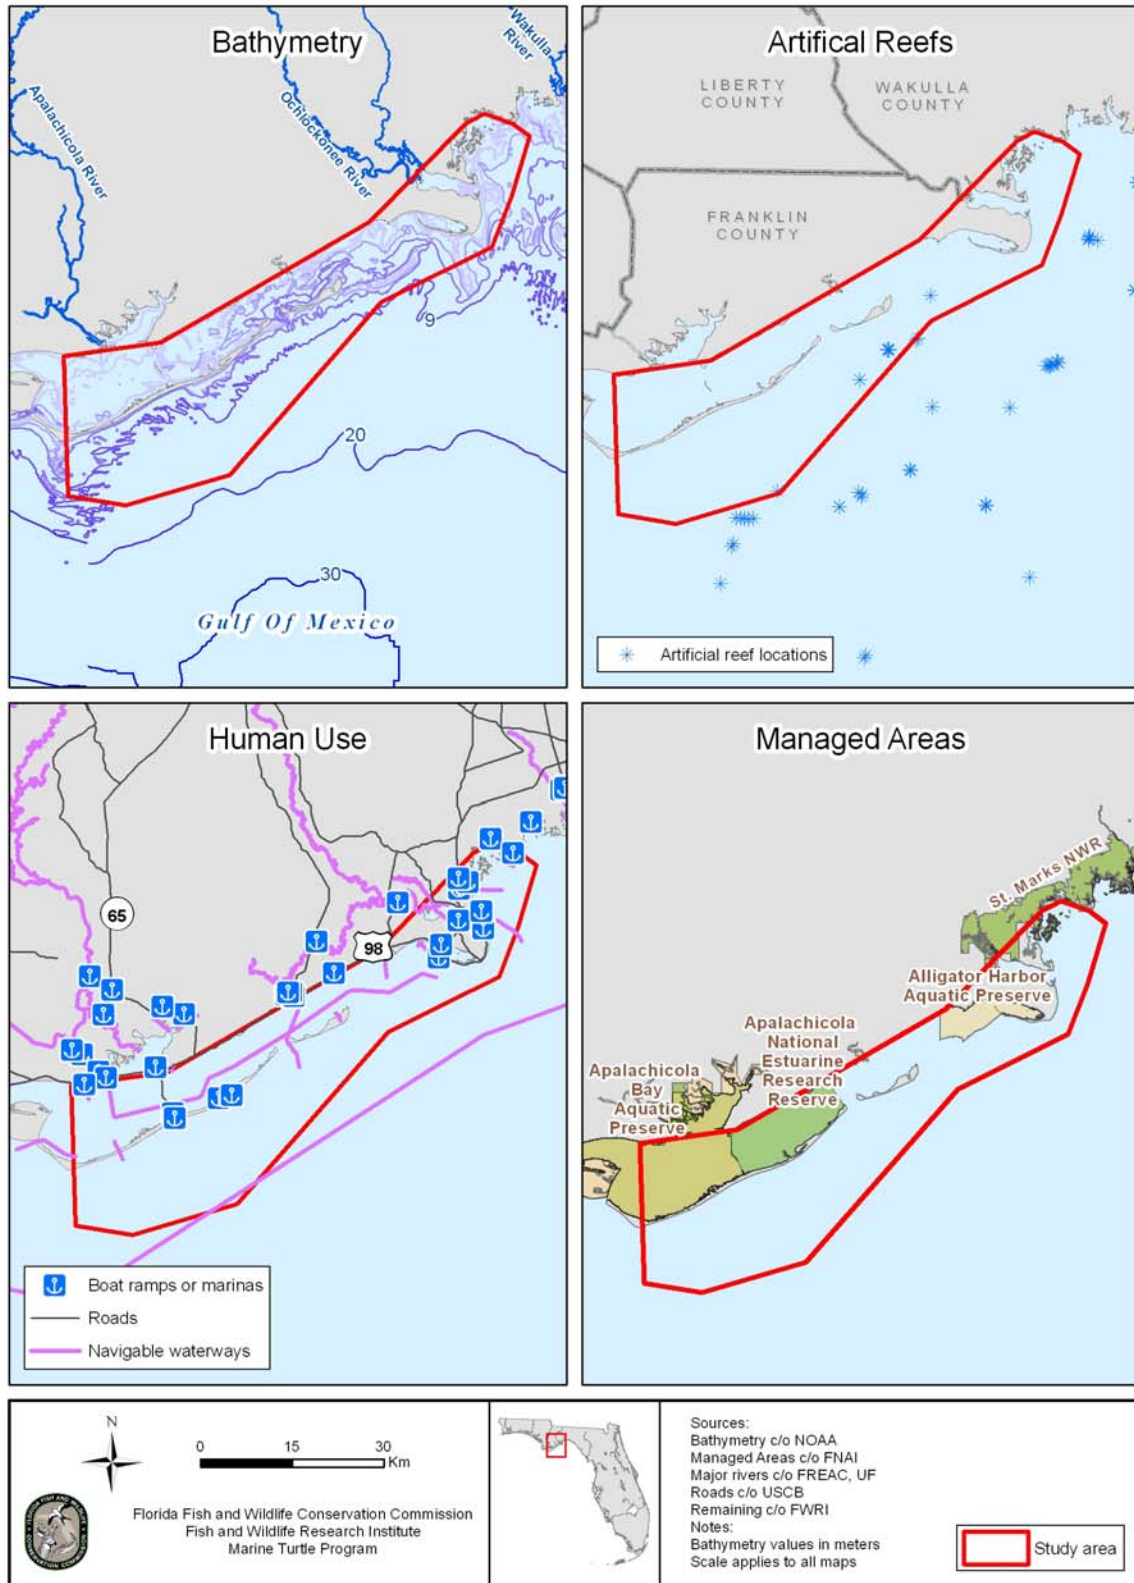 Bathymetry
Wakulla
River
Apalachicola River
Ochlockonee River
9
20
30
Gulf Of Mexico
Artifical Reefs
LIBERTY
COUNTY
WAKULLA
COUNTY
FRANKLIN
COUNTY
Artificial reef locations
Human Use
65
98
Boat ramps or marinas
Roads
Navigable waterways
Managed Areas
St. Marks NWR
Alligator Harbor
Aquatic Preserve
Apalachicola
National
Estuarine
Research
Reserve
Apalachicola
Bay
Aquatic
Preserve
N
0 15 30
Km
Florida Fish and Wildlife Conservation Commission
Fish and Wildlife Research Institute
Marine Turtle Program
Sources:
Bathymetry c/o NOAA
Managed Areas c/o FNAI
Major rivers c/o FREAC, UF
Roads c/o USCB
Remaining c/o FWRI
Notes:
Bathymetry values in meters
Scale applies to all maps
Study area